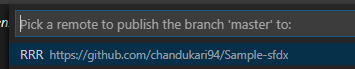 Pick a remote to publish the branch 'master' to:
RRR https://github.com/chandukari94/Sample-sfdx